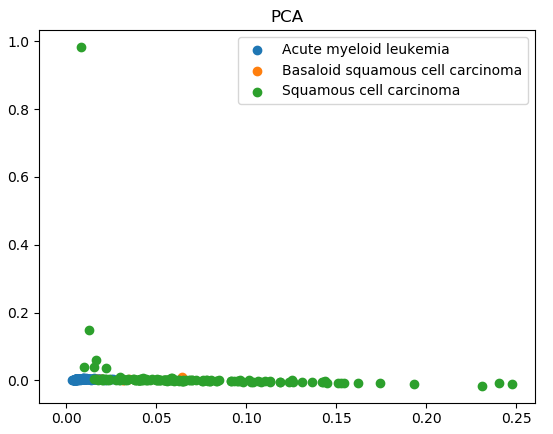 PCA
Acute myeloid leukemia
Basaloid squamous cell carcinoma
Squamous cell carcinoma
1.0
0.8
0.6
0.4
0.2
0.0
0.00 0.05 0.10 0.15 0.20 0.25